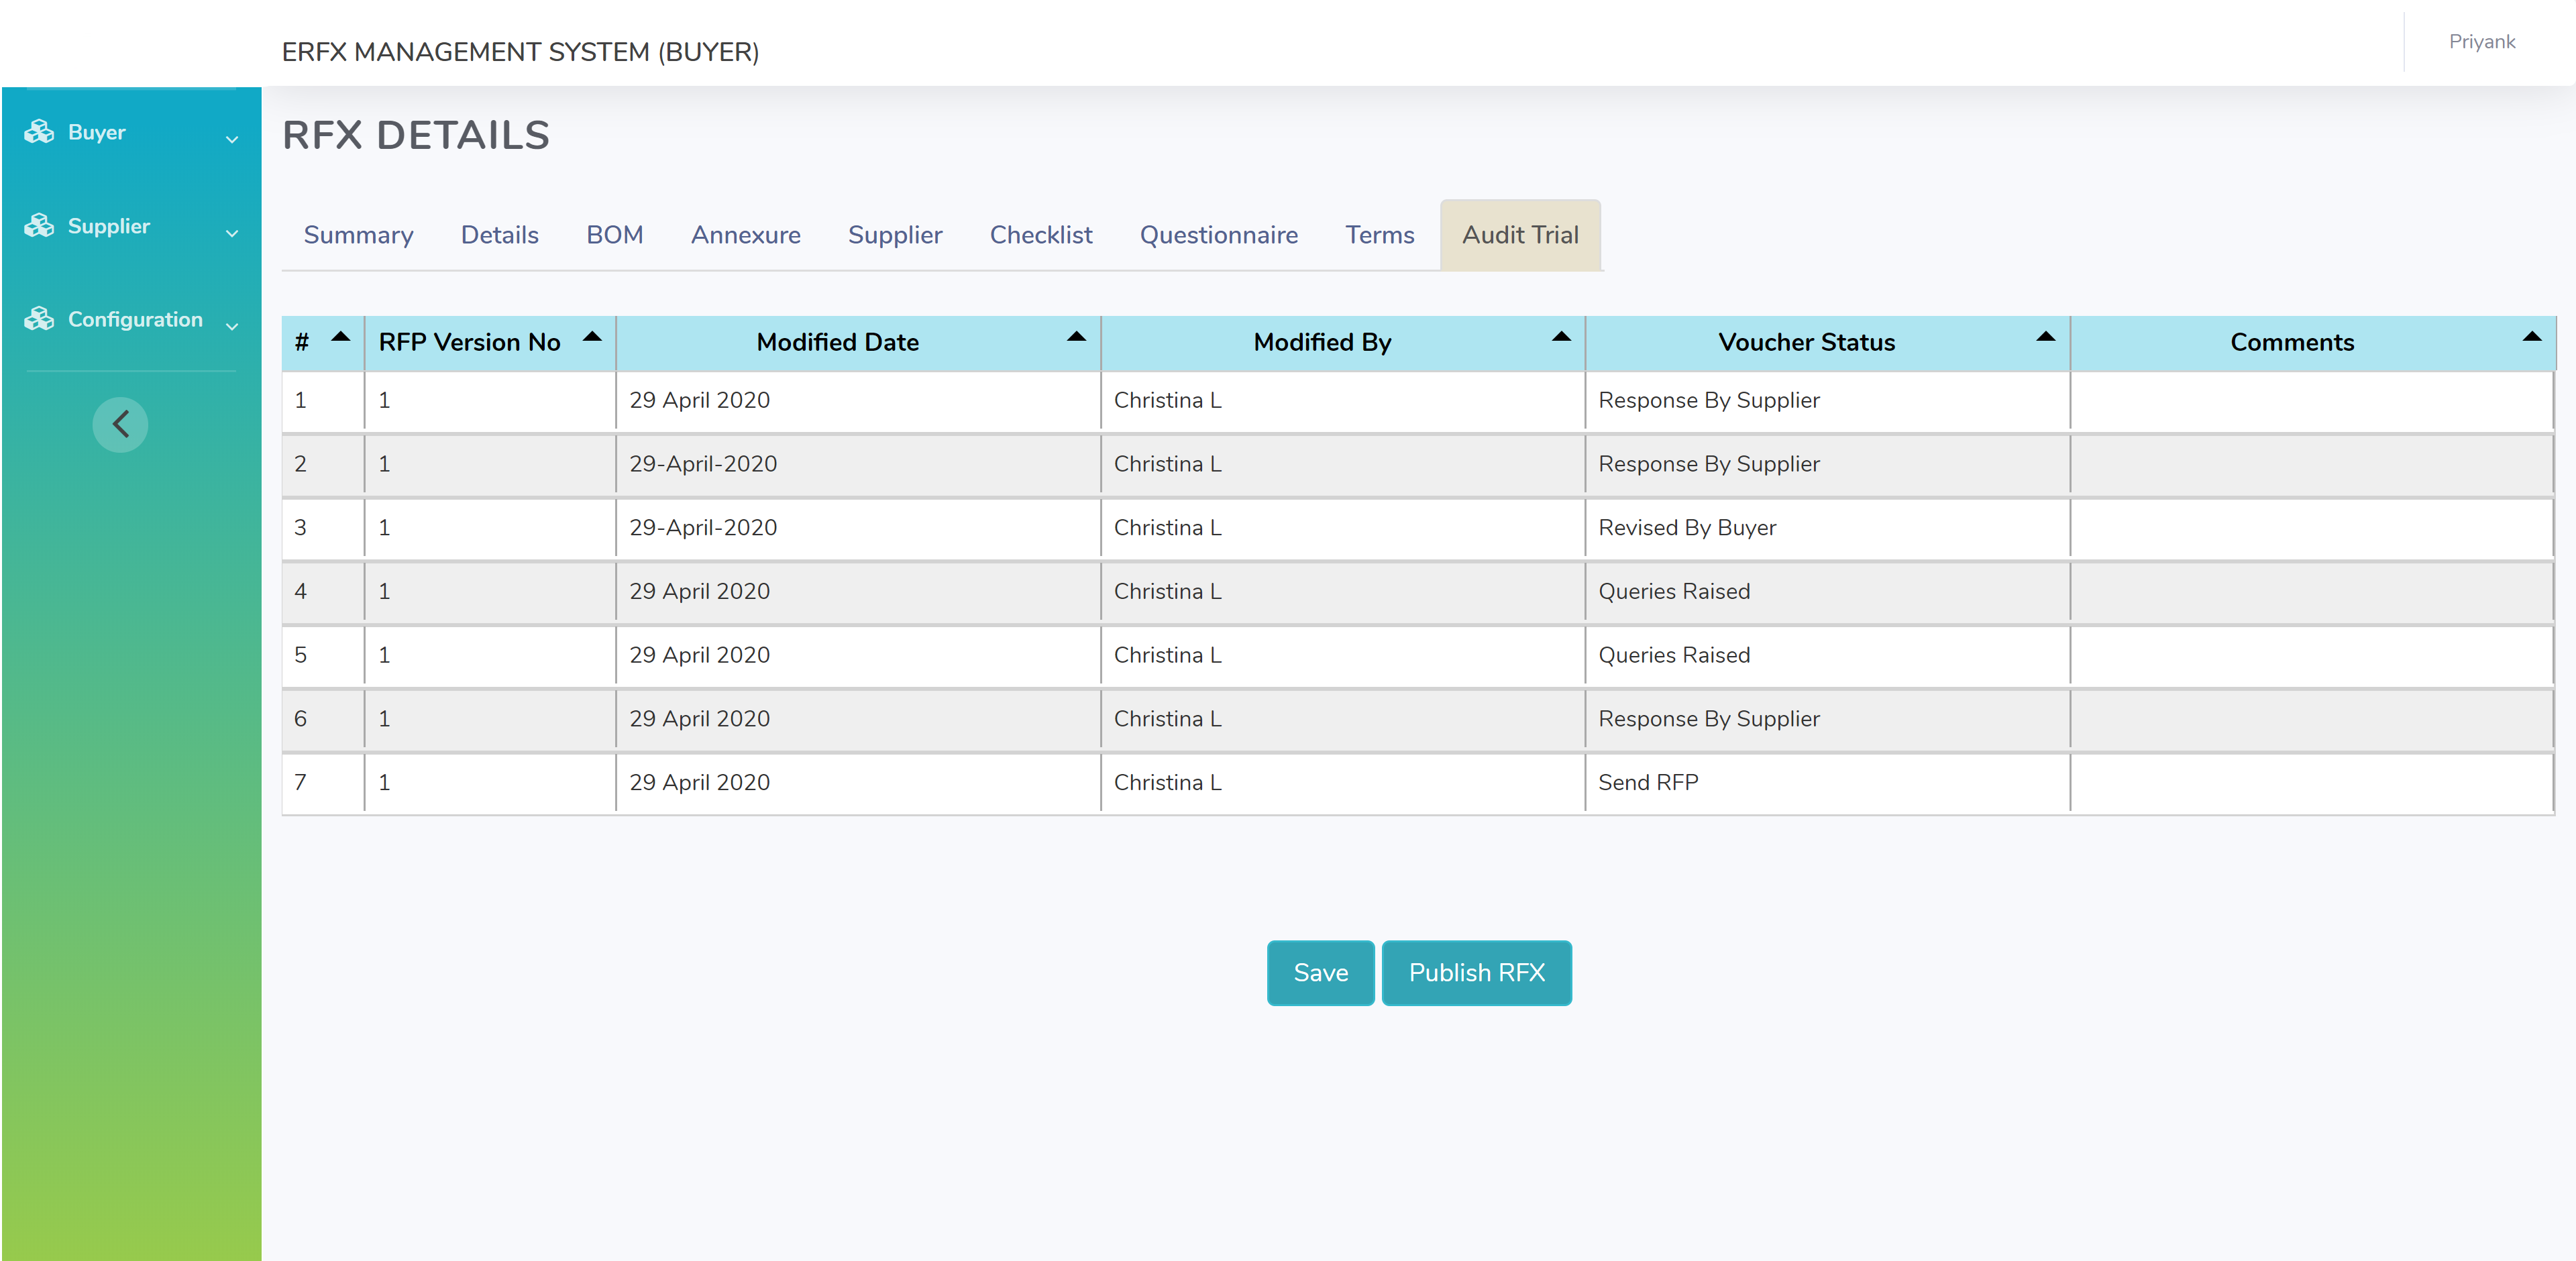 ERFX MANAGEMENT SYSTEM (BUYER)
Priyank
Buyer
Supplier
Configuration
RFX DETAILS
Summary Details BOM Annexure Supplier Checklist Questionnaire Terms Audit Trial
# RFP Version No Modified Date Modified By Voucher Status Comments
1 1 29 April 2020 Christina L Response By Supplier
2 1 29-April-2020 Christina L Response By Supplier
3 1 29-April-2020 Christina L Revised By Buyer
4 1 29 April 2020 Christina L Queries Raised
5 1 29 April 2020 Christina L Queries Raised
6 1 29 April 2020 Christina L Response By Supplier
7 1 29 April 2020 Christina L Send RFP
Save Publish RFX